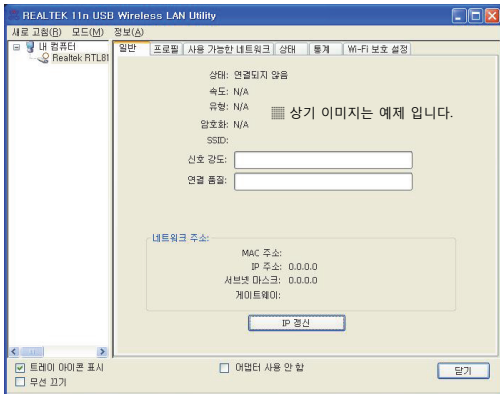 REALTEK 11n USB Wireless LAN Utility
새로 고침(R) 모드(M) 정보(A)
내 컴퓨터
Realtek RTL81
일반 프로필 사용 가능한 네트워크 상태 통계 Wi-Fi 보호 설정
상태: 연결되지 않음
속도: N/A
유형: N/A
암호화: N/A
상기 이미지는 예제 입니다.
SSID:
신호 강도:
연결 품질:
네트워크 주소:
MAC 주소:
IP 주소: 0.0.0.0
서브넷 마스크: 0.0.0.0
게이트웨이:
IP 갱신
트레이 아이콘 표시
어댑터 사용 안 함
닫기
무선 끄기